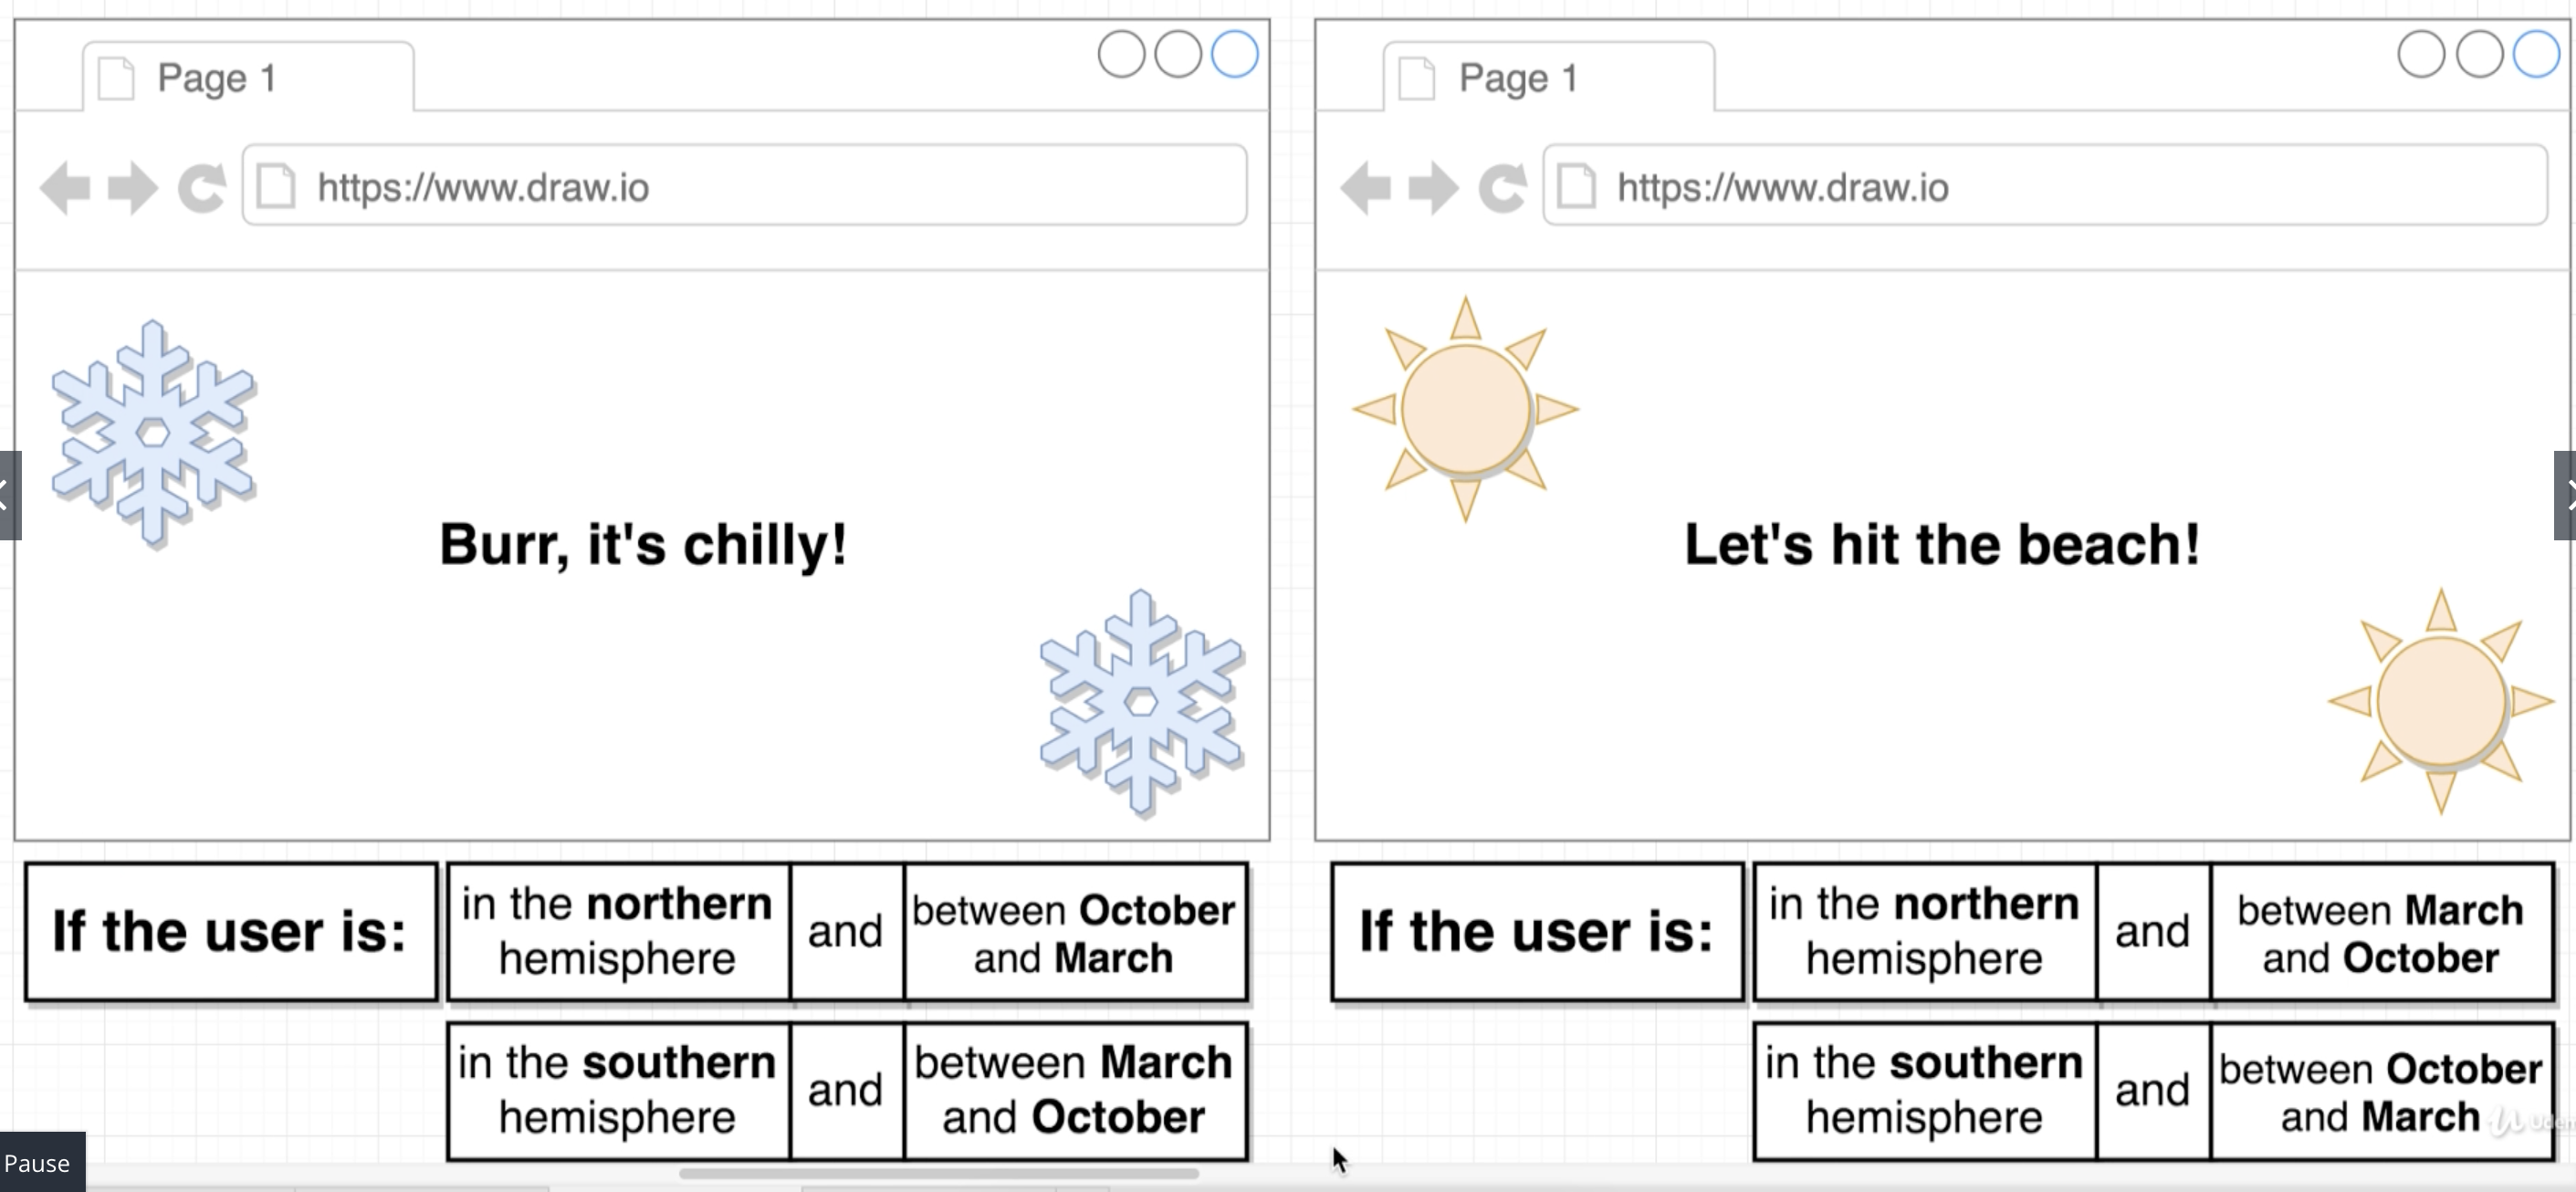 Page 1
https://www.draw.io
Burr, it's chilly!
If the user is:
in the northern
hemisphere
and
between October
and March
in the southern
hemisphere
and
between March
and October
Page 1
https://www.draw.io
Let's hit the beach!
If the user is:
in the northern
hemisphere
and
between March
and October
in the southern
hemisphere
and
between October
and March
Pause